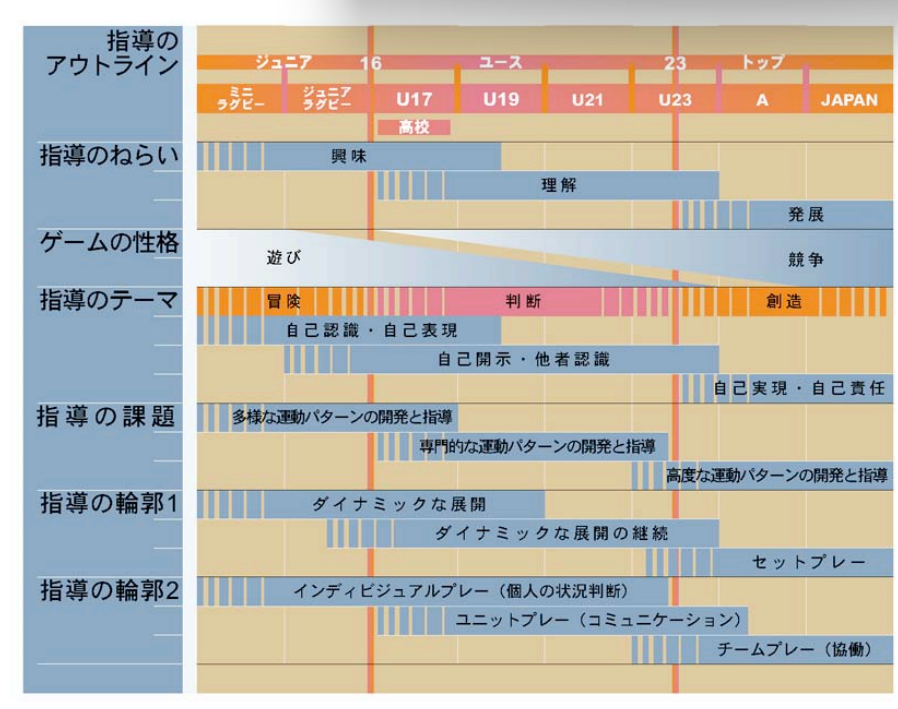 指導の
アウトライン
ジュニア 16 ユース 23 トップ
ミニ
ラグビー
ジュニア
ラグビー
U17 U19 U21 U23 A JAPAN
高校
指導のねらい
興味
理解
発展
ゲームの性格
遊び
競争
指導のテーマ
冒険 判断 創造
自己認識・自己表現
自己開示・他者認識
自己実現・自己責任
指導の課題
多様な運動パターンの開発と指導
専門的な運動パターンの開発と指導
高度な運動パターンの開発と指導
指導の輪郭1
ダイナミックな展開
ダイナミックな展開の継続
セットプレー
指導の輪郭2
インディビジュアルプレー（個人の状況判断）
ユニットプレー（コミュニケーション）
チームプレー（協働）